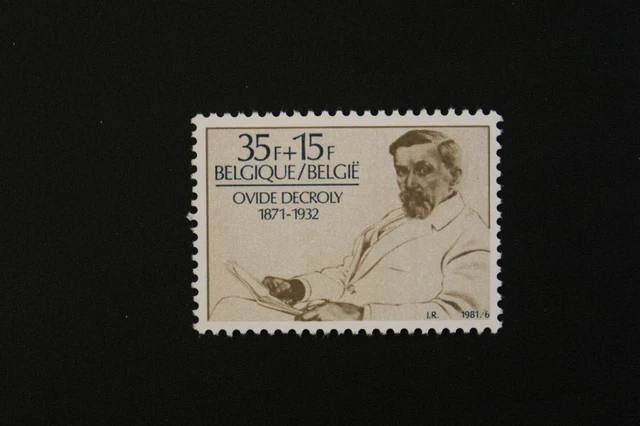 35F+15F
BELGIQUE/BELGIË
OVIDE DECROLY
1871-1932
J.R. 1981/6